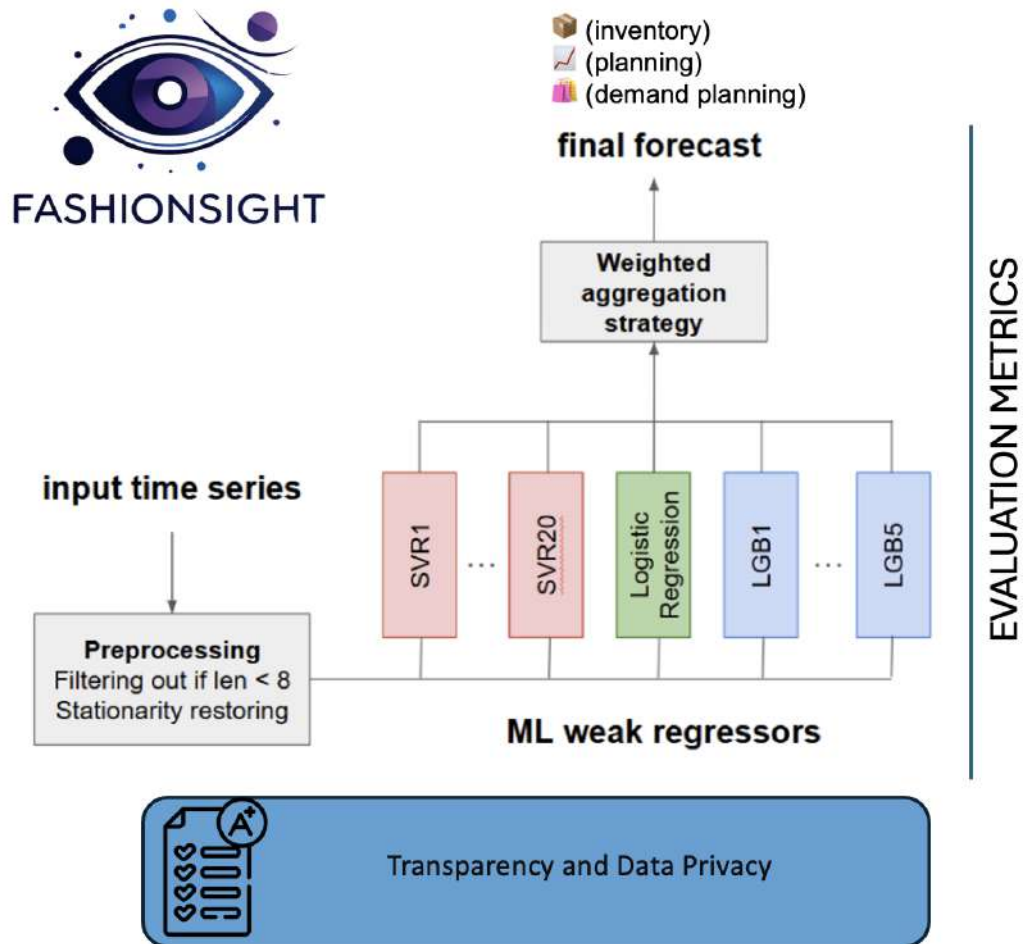 FASHIONSIGHT
(inventory)
(planning)
(demand planning)
final forecast
Weighted
aggregation
strategy
input time series
Preprocessing
Filtering out if len < 8
Stationarity restoring
SVR1
...
SVR20
Logistic
Regression
LGB1
...
LGB5
ML weak regressors
EVALUATION METRICS
A+
Transparency and Data Privacy